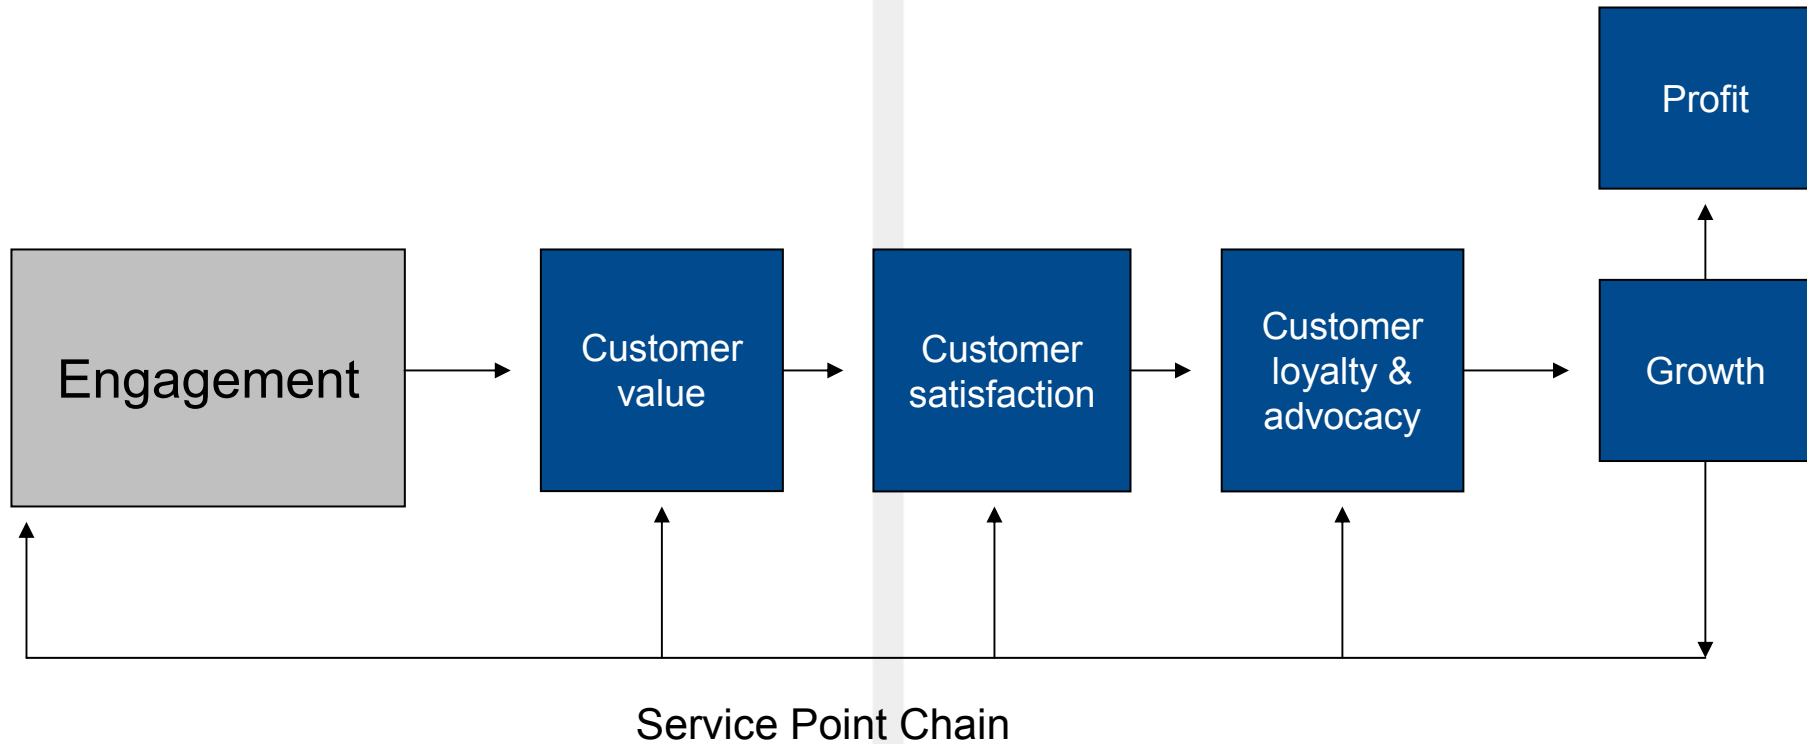 Profit
Engagement
Customer
value
Customer
satisfaction
Customer
loyalty &
advocacy
Growth
Service Point Chain